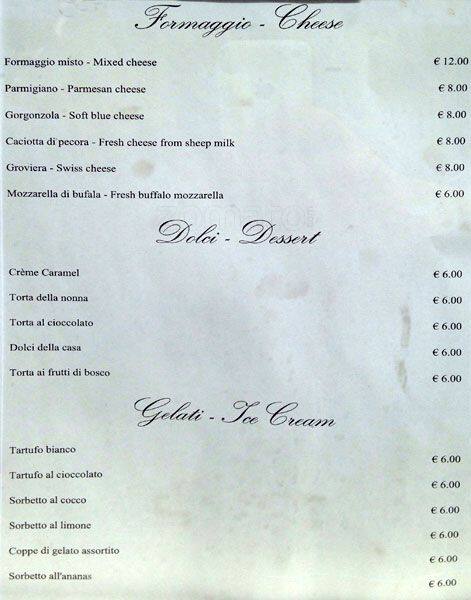 Formaggio - Cheese
Formaggio misto - Mixed cheese € 12.00
Parmigiano - Parmesan cheese € 8.00
Gorgonzola - Soft blue cheese € 8.00
Caciotta di pecora - Fresh cheese from sheep milk € 8.00
Groviera - Swiss cheese € 8.00
Mozzarella di bufala - Fresh buffalo mozzarella € 6.00
Dolci - Dessert
Crème Caramel € 6.00
Torta della nonna € 6.00
Torta al cioccolato € 6.00
Dolci della casa € 6.00
Torta ai frutti di bosco € 6.00
Gelati - Ice Cream
Tartufo bianco € 6.00
Tartufo al cioccolato € 6.00
Sorbetto al cocco € 6.00
Sorbetto al limone € 6.00
Coppe di gelato assortito € 6.00
Sorbetto all'ananas € 6.00